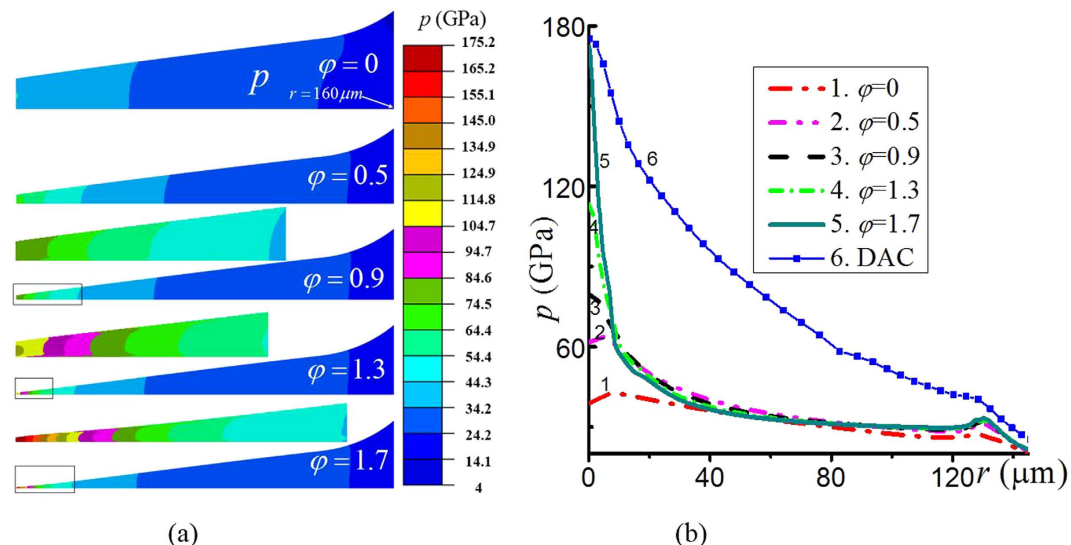 p (GPa)
175.2
165.2
155.1
145.0
134.9
124.9
114.8
104.7
94.7
84.6
74.5
64.4
54.4
44.3
34.2
24.2
14.1
4
p
φ = 0
r = 160 μm
φ = 0.5
φ = 0.9
φ = 1.3
φ = 1.7
(a)
p (GPa)
180
120
60
0
40
80
120
r (μm)
1. φ=0
2. φ=0.5
3. φ=0.9
4. φ=1.3
5. φ=1.7
6. DAC
5
6
4
3
2
1
(b)